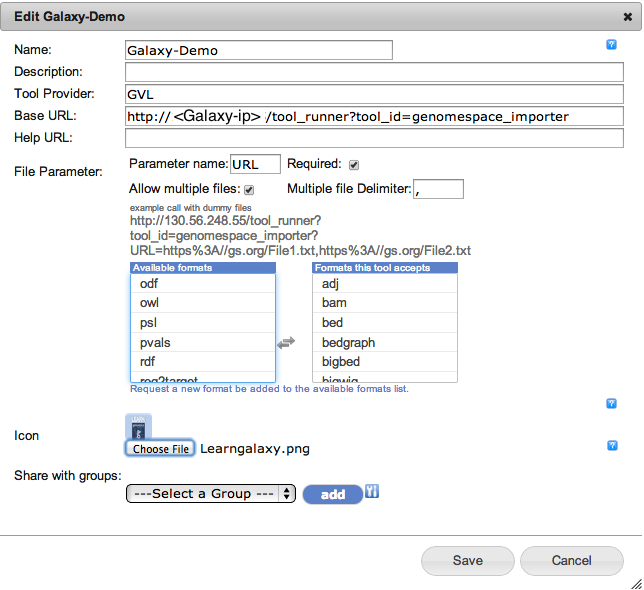 Edit Galaxy-Demo
Name: Galaxy-Demo
Description:
Tool Provider: GVL
Base URL: http:// <Galaxy-ip> /tool_runner?tool_id=genomespace_importer
Help URL:
File Parameter: Parameter name: URL Required:
Allow multiple files: Multiple file Delimiter: ,
example call with dummy files
http://130.56.248.55/tool_runner?
tool_id=genomespace_importer?
URL=https%3A//gs.org/File1.txt,https%3A//gs.org/File2.txt
Available formats Formats this tool accepts
odf adj
owl bam
psl bed
pvals bedgraph
rdf bigbed
reg2target bigwig
Request a new format be added to the available formats list.
Icon
Choose File Learngalaxy.png
Share with groups:
---Select a Group --- add
Save Cancel